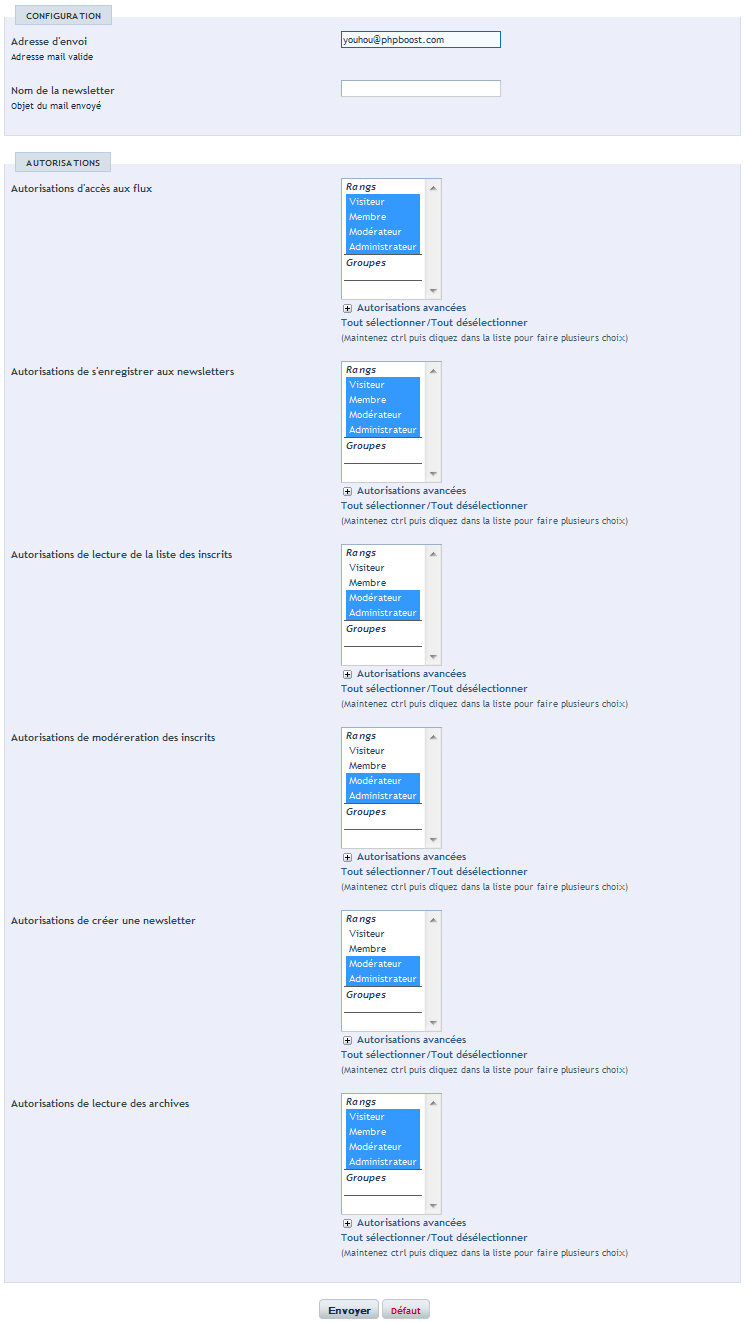 CONFIGURATION
Adresse d'envoi
youhou@phpboost.com
Adresse mail valide
Nom de la newsletter
Objet du mail envoyé
AUTORISATIONS
Autorisations d'accès aux flux
Rangs
Visiteur
Membre
Modérateur
Administrateur
Groupes
Autorisations avancées
Tout sélectionner/Tout désélectionner
(Maintenez ctrl puis cliquez dans la liste pour faire plusieurs choix)
Autorisations de s'enregistrer aux newsletters
Rangs
Visiteur
Membre
Modérateur
Administrateur
Groupes
Autorisations avancées
Tout sélectionner/Tout désélectionner
(Maintenez ctrl puis cliquez dans la liste pour faire plusieurs choix)
Autorisations de lecture de la liste des inscrits
Rangs
Visiteur
Membre
Modérateur
Administrateur
Groupes
Autorisations avancées
Tout sélectionner/Tout désélectionner
(Maintenez ctrl puis cliquez dans la liste pour faire plusieurs choix)
Autorisations de modéreration des inscrits
Rangs
Visiteur
Membre
Modérateur
Administrateur
Groupes
Autorisations avancées
Tout sélectionner/Tout désélectionner
(Maintenez ctrl puis cliquez dans la liste pour faire plusieurs choix)
Autorisations de créer une newsletter
Rangs
Visiteur
Membre
Modérateur
Administrateur
Groupes
Autorisations avancées
Tout sélectionner/Tout désélectionner
(Maintenez ctrl puis cliquez dans la liste pour faire plusieurs choix)
Autorisations de lecture des archives
Rangs
Visiteur
Membre
Modérateur
Administrateur
Groupes
Autorisations avancées
Tout sélectionner/Tout désélectionner
(Maintenez ctrl puis cliquez dans la liste pour faire plusieurs choix)
Envoyer Défaut